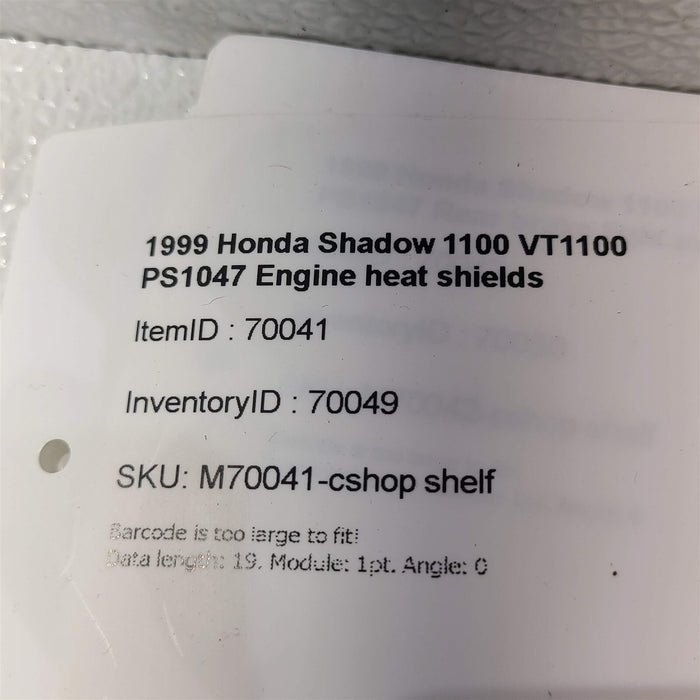 1999 Honda Shadow 1100 VT1100
PS1047 Engine heat shields
ItemID : 70041
InventoryID : 70049
SKU: M70041-cshop shelf
Barcode is too large to fit!
Data length: 19. Module: 1pt. Angle: 0